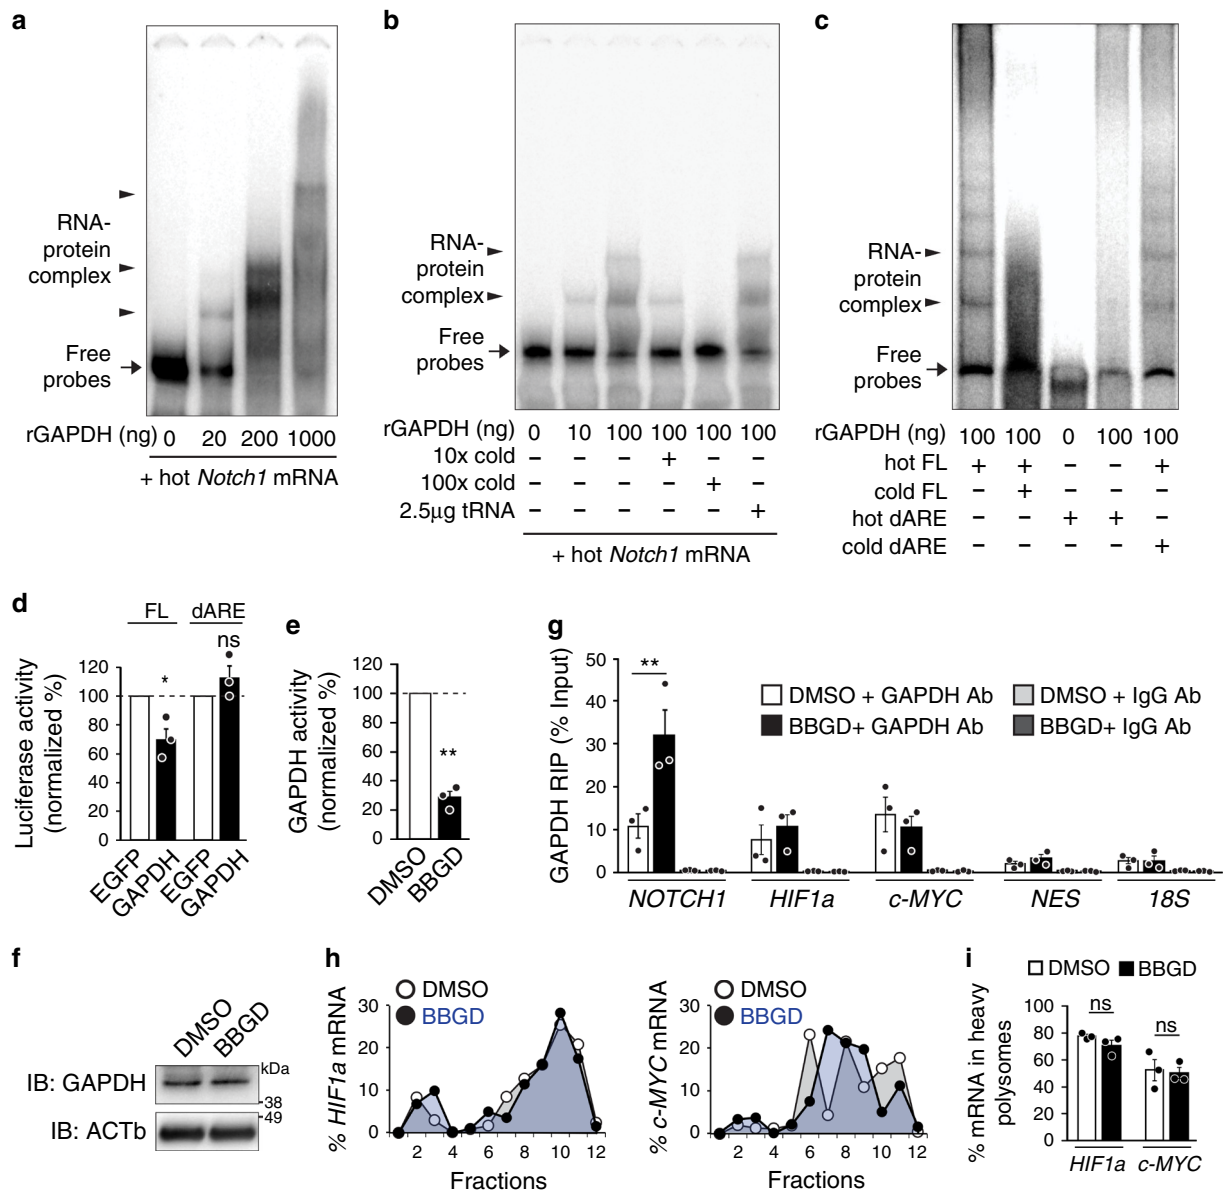 a
RNA-
protein
complex
Free
probes
rGAPDH (ng) 0 20 200 1000
+ hot Notch1 mRNA
b
RNA-
protein
complex
Free
probes
rGAPDH (ng) 0 10 100 100 100 100
10x cold – – – + – –
100x cold – – – – + –
2.5μg tRNA – – – – – +
+ hot Notch1 mRNA
c
RNA-
protein
complex
Free
probes
rGAPDH (ng) 100 100 0 100 100
hot FL + + – – +
cold FL – + – – –
hot dARE – – + + –
cold dARE – – – – +
d
FL dARE
ns
*
Luciferase activity
(normalized %)
120
100
80
60
40
20
0
EGFP
GAPDH
EGFP
GAPDH
e
GAPDH activity
(normalized %)
120
100
80
60
40
20
0
**
DMSO
BBGD
g
GAPDH RIP (% Input)
50
40
30
20
10
0
**
DMSO + GAPDH Ab
BBGD+ GAPDH Ab
DMSO + IgG Ab
BBGD+ IgG Ab
NOTCH1 HIF1a c-MYC NES 18S
f
DMSO
BBGD
kDa
IB: GAPDH
38
49
IB: ACTb
h
% HIF1a mRNA
30
20
10
0
DMSO
BBGD
2 4 6 8 10 12
Fractions
% c-MYC mRNA
30
20
10
0
DMSO
BBGD
2 4 6 8 10 12
Fractions
i
DMSO BBGD
% mRNA in heavy
polysomes
100
80
60
40
20
0
ns
ns
HIF1a c-MYC